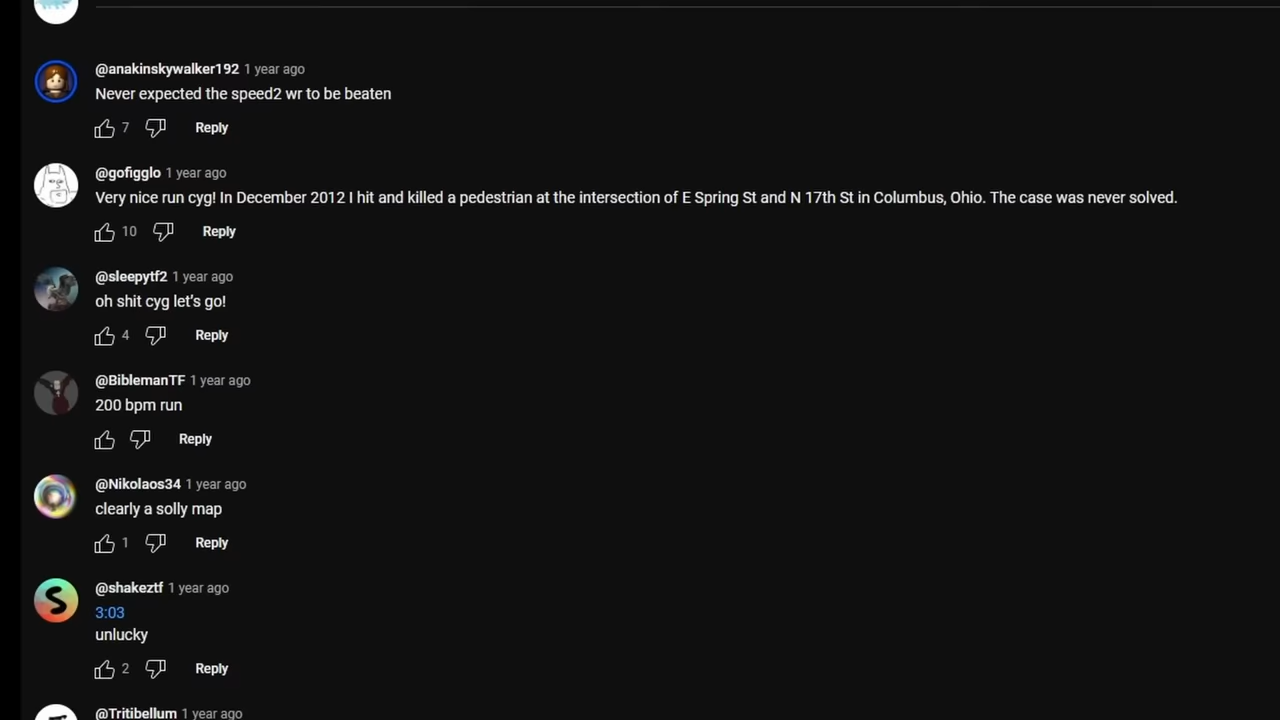 @anakinskywalker192 1 year ago
Never expected the speed2 wr to be beaten
7 Reply
@gofigglo 1 year ago
Very nice run cyg! In December 2012 I hit and killed a pedestrian at the intersection of E Spring St and N 17th St in Columbus, Ohio. The case was never solved.
10 Reply
@sleepytf2 1 year ago
oh shit cyg let's go!
4 Reply
@BiblemanTF 1 year ago
200 bpm run
Reply
@Nikolaos34 1 year ago
clearly a solly map
1 Reply
@shakeztf 1 year ago
3:03
unlucky
2 Reply
@Tritibellum 1 year ago